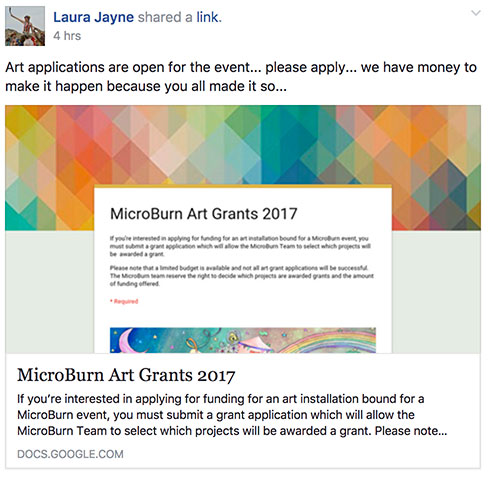 Laura Jayne shared a link.
4 hrs
Art applications are open for the event... please apply... we have money to
make it happen because you all made it so...
MicroBurn Art Grants 2017
If you're interested in applying for funding for an art installation bound for a MicroBurn event, you
must submit a grant application which will allow the MicroBurn Team to select which projects will
be awarded a grant.
Please note that a limited budget is available and not all art grant applications will be successful.
The MicroBurn team reserve the right to decide which projects are awarded grants and the amount
of funding offered.
* Required
MicroBurn Art Grants 2017
If you're interested in applying for funding for an art installation bound for a
MicroBurn event, you must submit a grant application which will allow the
MicroBurn Team to select which projects will be awarded a grant. Please note...
DOCS.GOOGLE.COM